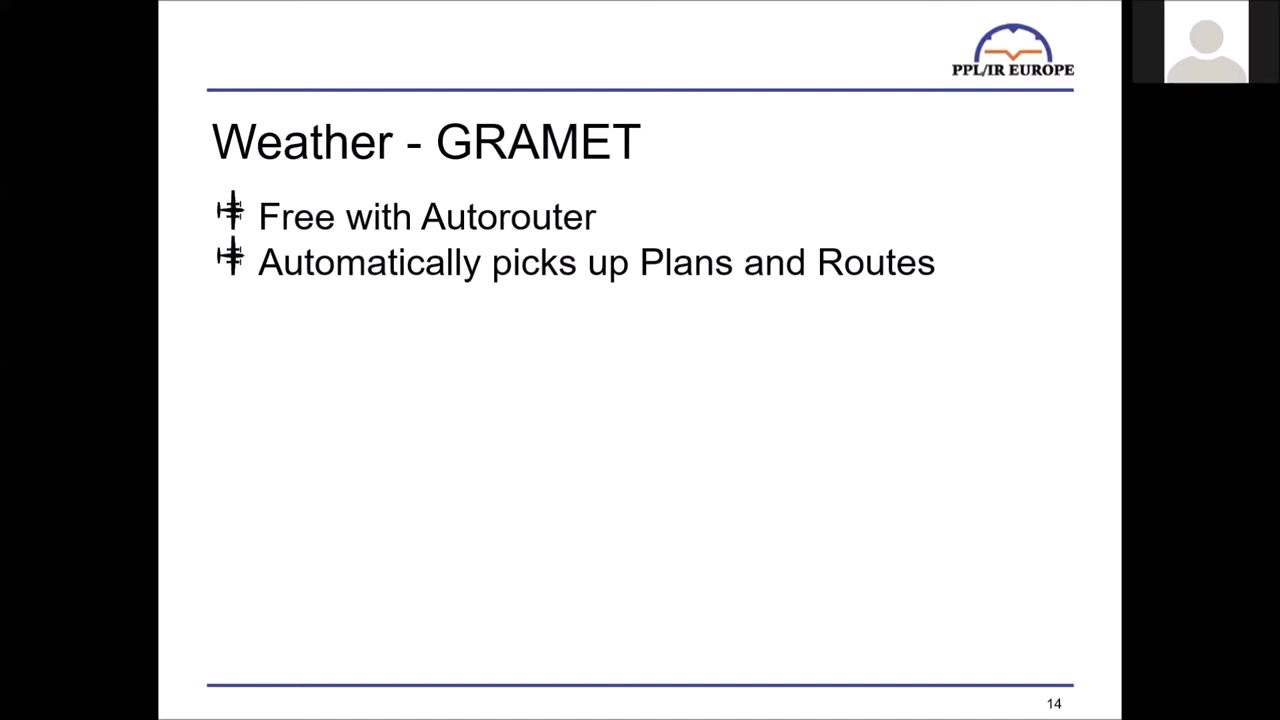 PPL/IR EUROPE
Weather - GRAMET
Free with Autorouter
Automatically picks up Plans and Routes
14